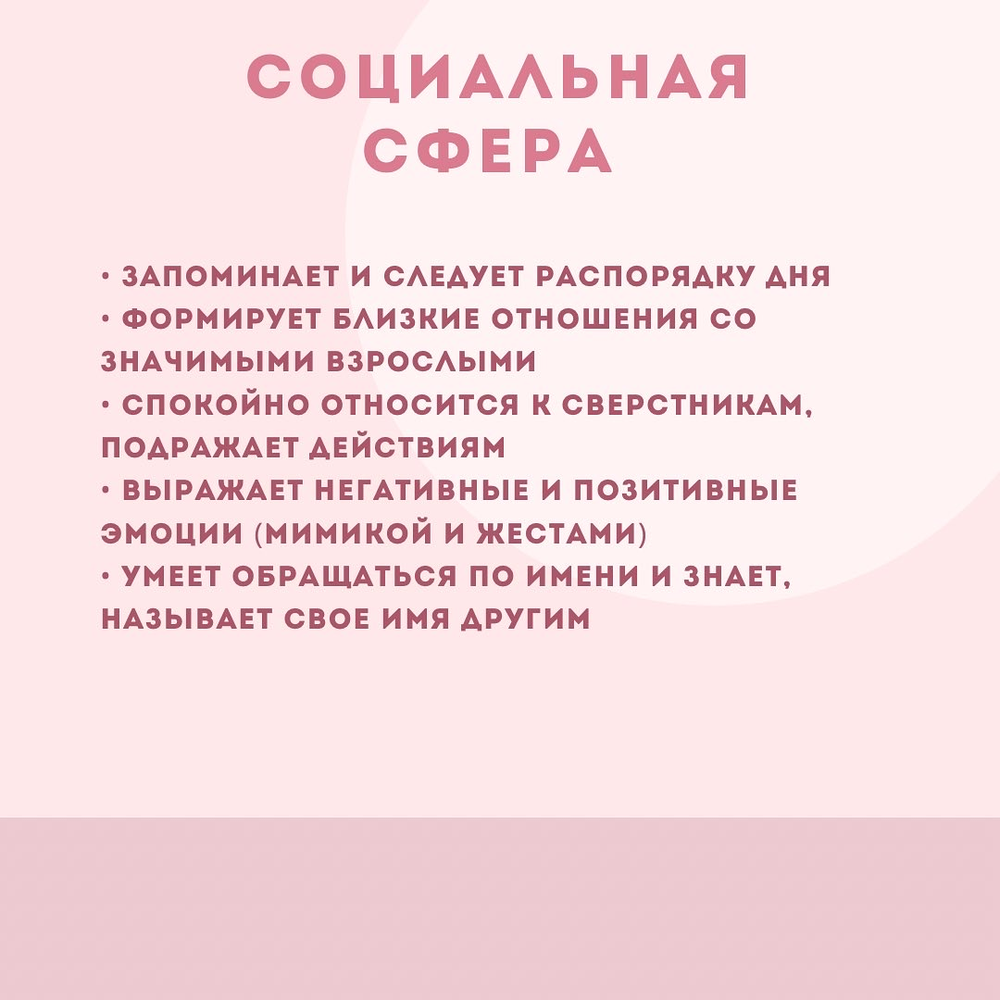 СОЦИАЛЬНАЯ
СФЕРА
• ЗАПОМИНАЕТ И СЛЕДУЕТ РАСПОРЯДКУ ДНЯ
• ФОРМИРУЕТ БЛИЗКИЕ ОТНОШЕНИЯ СО
ЗНАЧИМЫМИ ВЗРОСЛЫМИ
• СПОКОЙНО ОТНОСИТСЯ К СВЕРСТНИКАМ,
ПОДРАЖАЕТ ДЕЙСТВИЯМ
• ВЫРАЖАЕТ НЕГАТИВНЫЕ И ПОЗИТИВНЫЕ
ЭМОЦИИ (МИМИКОЙ И ЖЕСТАМИ)
• УМЕЕТ ОБРАЩАТЬСЯ ПО ИМЕНИ И ЗНАЕТ,
НАЗЫВАЕТ СВОЕ ИМЯ ДРУГИМ